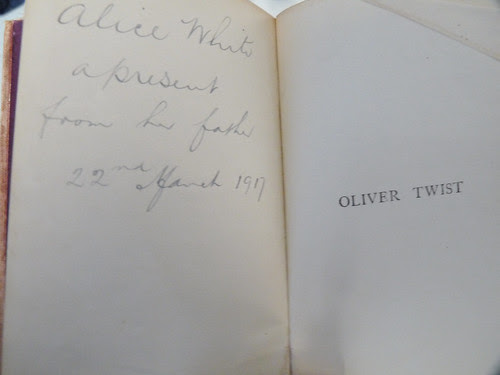 Alice White
a present
from her father
22nd March 1917
OLIVER TWIST